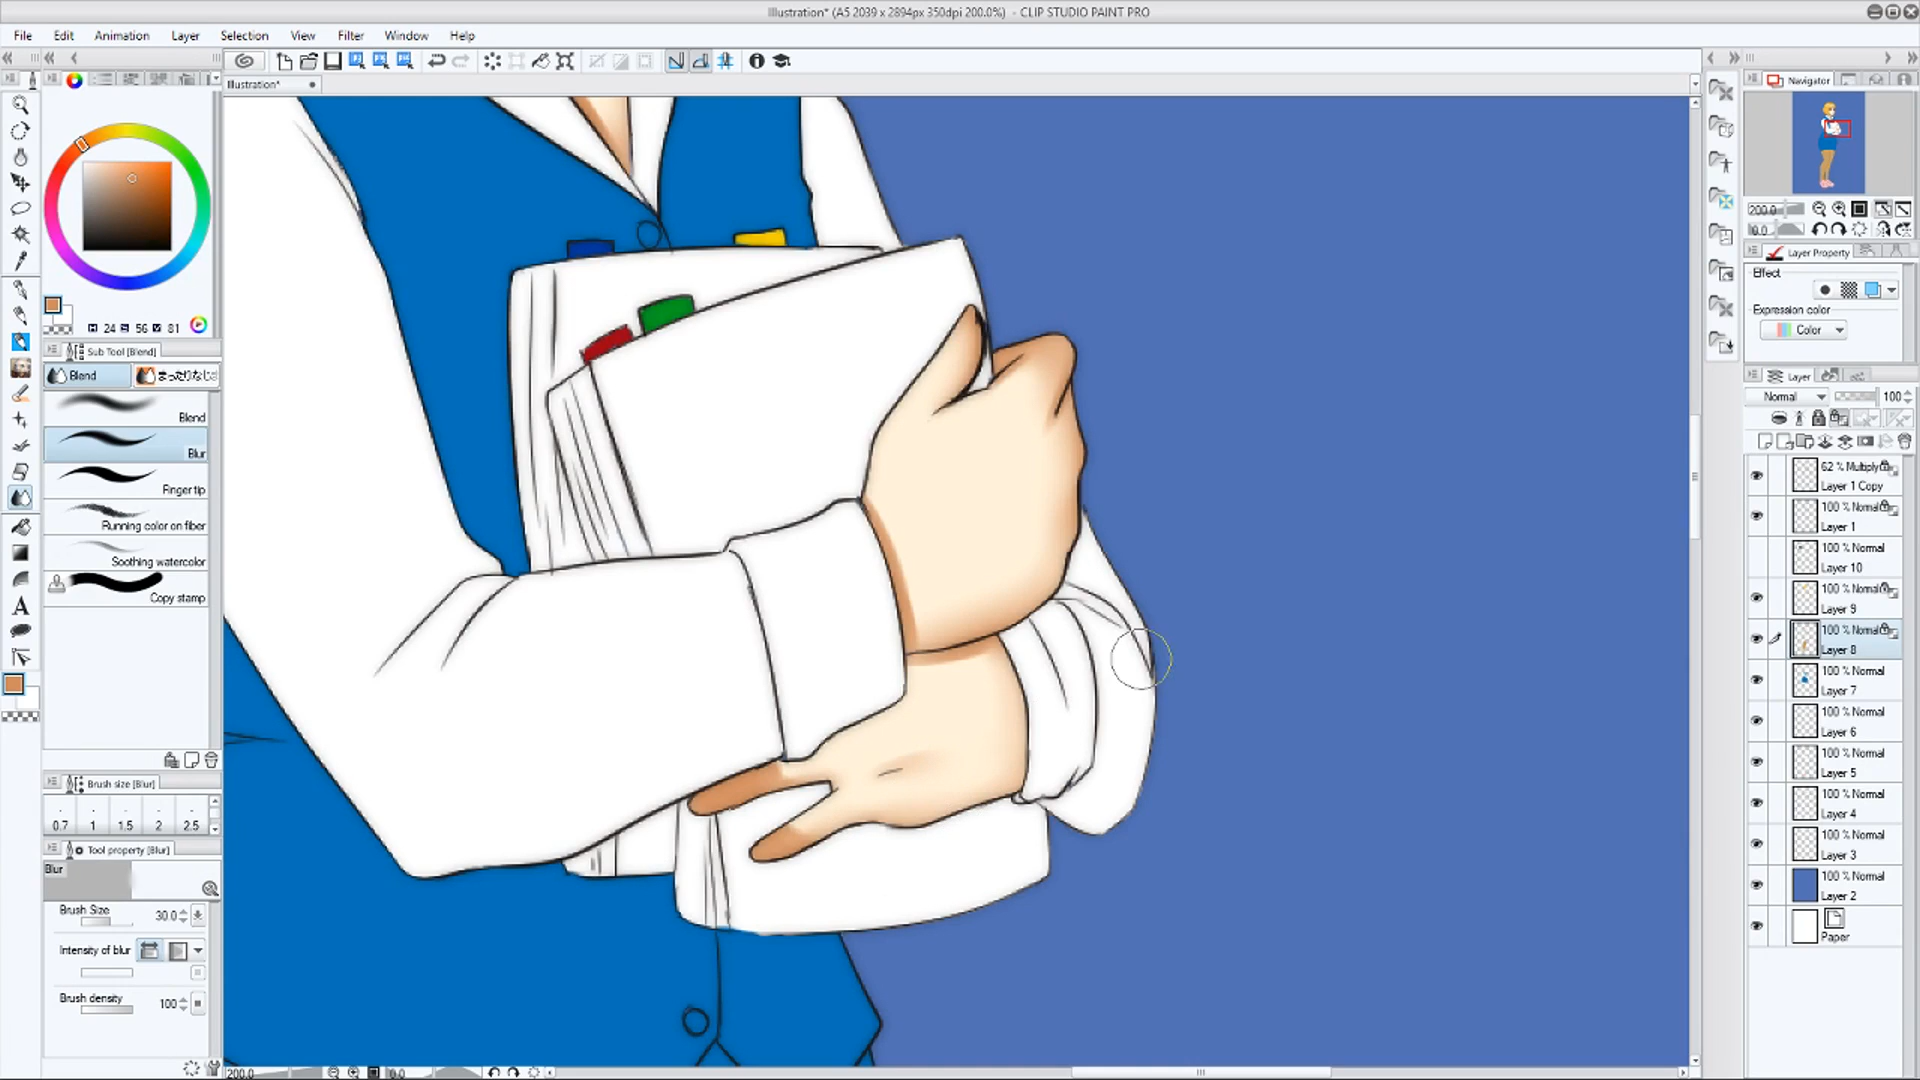 Illustration* (A5 2039 x 2894px 350dpi 200.0%) - CLIP STUDIO PAINT PRO
File Edit Animation Layer Selection View Filter Window Help
Illustration*
Navigator
200.0
0.0
Layer Property
Effect
Expression color
Color
Layer
Normal 100
62 % Multiply
Layer 1 Copy
100 % Normal
Layer 1
100 % Normal
Layer 10
100 % Normal
Layer 9
100 % Normal
Layer 8
100 % Normal
Layer 7
100 % Normal
Layer 6
100 % Normal
Layer 5
100 % Normal
Layer 4
100 % Normal
Layer 3
100 % Normal
Layer 2
Paper
H 24 S 56 V 81
Sub Tool [Blend]
Blend
Blend
Blur
Finger tip
Running color on fiber
Soothing watercolor
Copy stamp
Brush size [Blur]
0.7 1 1.5 2 2.5
Tool property [Blur]
Blur
Brush Size 30.0
Intensity of blur
Brush density 100
A
200.0 0.0